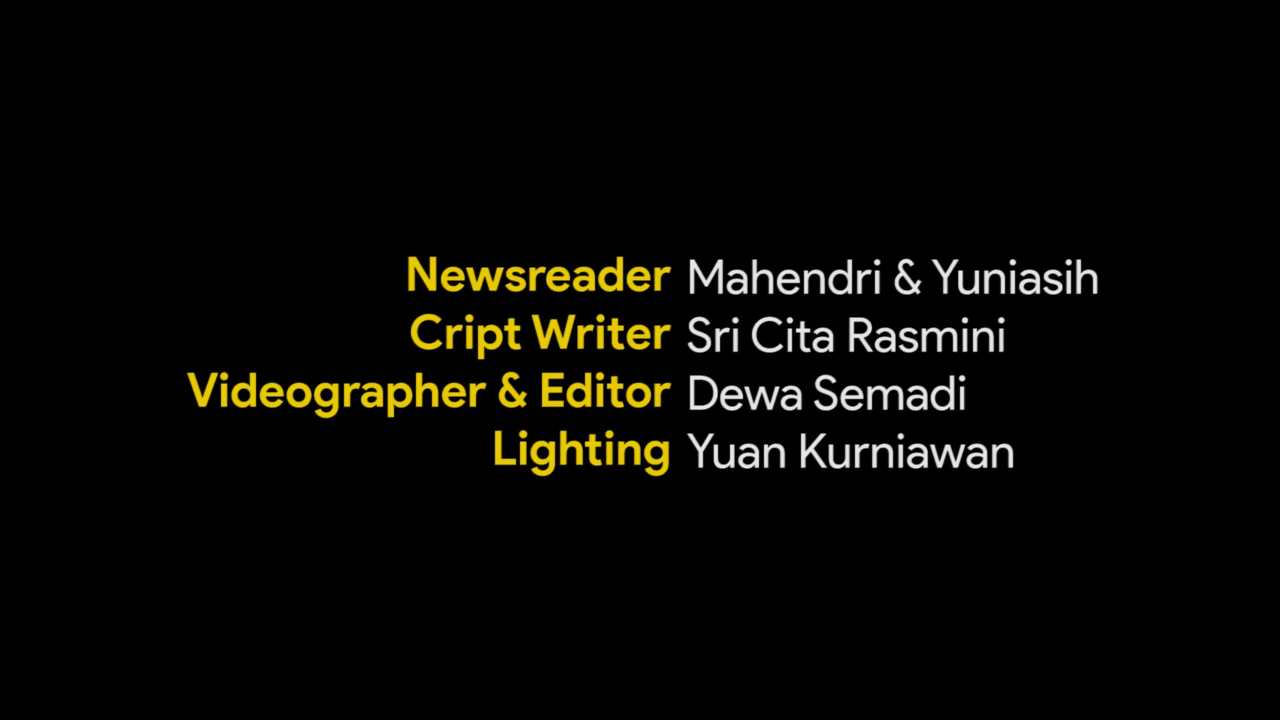 Newsreader Mahendri & Yuniasih
Cript Writer Sri Cita Rasmini
Videographer & Editor Dewa Semadi
Lighting Yuan Kurniawan